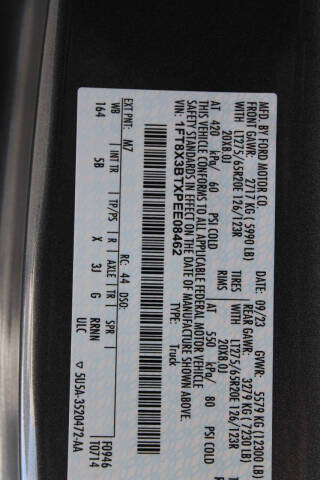 MFD. BY FORD MOTOR CO.
DATE: 09/23 GVWR: 5579 KG (12300 LB)
FRONT GAWR: 2717 KG (5990 LB) REAR GAWR: 3279 KG (7230 LB)
WITH LT275/65R20E 126/123R TIRES WITH LT275/65R20E 126/123R
20X8.0J RIMS 20X8.0J
AT 420 kPa/ 60 PSI COLD AT 550 kPa/ 80 PSI COLD
THIS VEHICLE CONFORMS TO ALL APPLICABLE FEDERAL MOTOR VEHICLE
SAFETY STANDARDS IN EFFECT ON THE DATE OF MANUFACTURE SHOWN ABOVE.
VIN: 1FT8X3BTXPEE08462 TYPE: Truck
EXT PNT: M7 RC: 44 DSO:
WB INT TR TP/PS R AXLE TR SPR F0946
164 5B X 3J G RRNN 10714
ULC 5U5A-3520472-AA